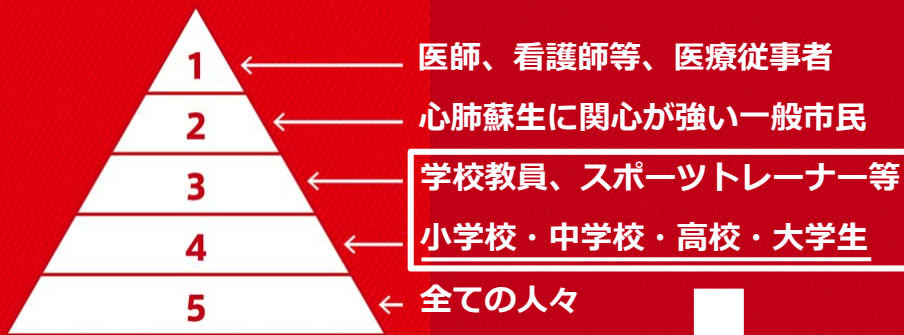 1 医師、看護師等、医療従事者
2 心肺蘇生に関心が強い一般市民
3 学校教員、スポーツトレーナー等
4 小学校・中学校・高校・大学生
5 全ての人々